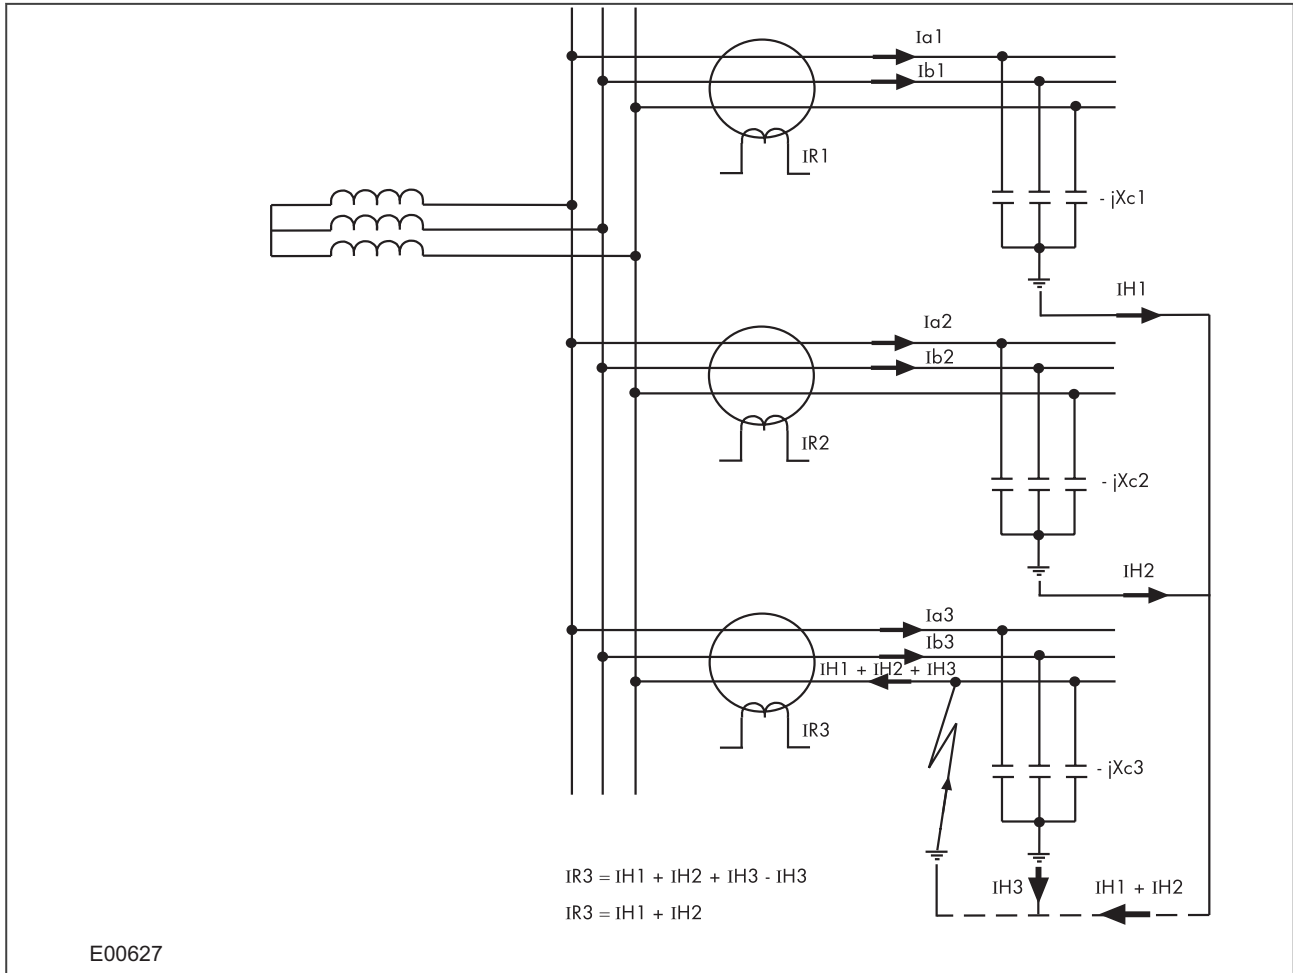 Ia1
Ib1
IR1
- jXc1
IH1
Ia2
Ib2
IR2
- jXc2
IH2
Ia3
Ib3
IH1 + IH2 + IH3
IR3
- jXc3
IR3 = IH1 + IH2 + IH3 - IH3
IH3
IH1 + IH2
IR3 = IH1 + IH2
E00627